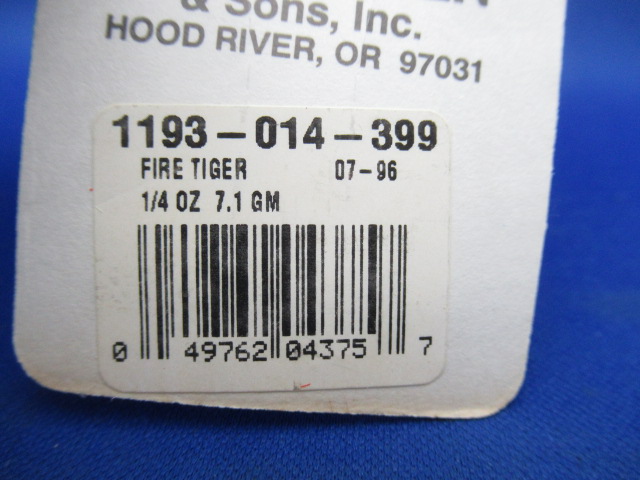 & Sons, Inc.
HOOD RIVER, OR 97031
1193-014-399
FIRE TIGER 07-96
1/4 OZ 7.1 GM
0 49762 04375 7